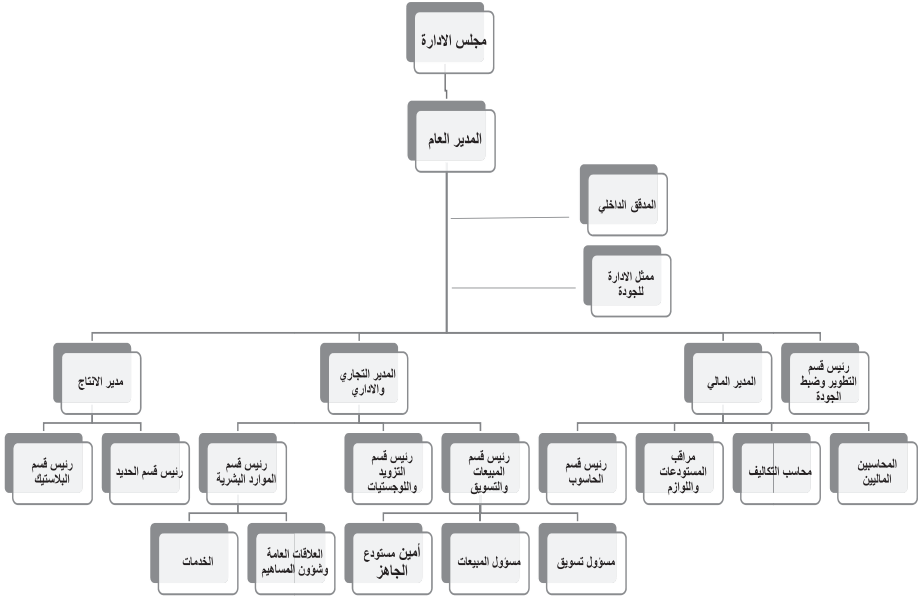 مجلس الادارة
المدير العام
المدقق الداخلي
ممثل الادارة
للجودة
رئيس قسم
التطوير وضبط
الجودة
المدير المالي
المدير التجاري
والاداري
مدير الانتاج
المحاسبين
الماليين
محاسب التكاليف
مراقب
المستودعات
واللوازم
رئيس قسم
الحاسوب
رئيس قسم
المبيعات
والتسويق
رئيس قسم
التزويد
واللوجستيات
رئيس قسم
الموارد البشرية
رئيس قسم الحديد
رئيس قسم
البلاستيك
مسؤول تسويق
مسؤول المبيعات
أمين مستودع
الجاهز
العلاقات العامة
وشؤون المساهيم
الخدمات